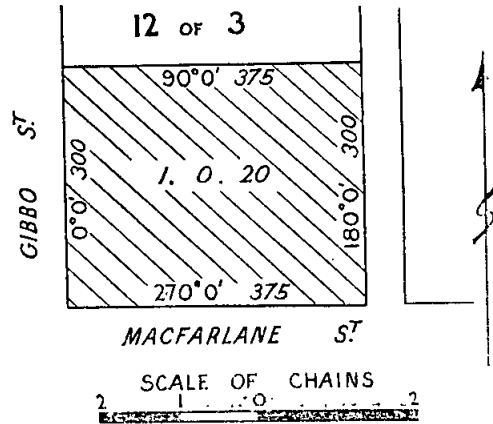 12 OF 3
90°0' 375
GIBBO ST
0°0' 300
1. 0. 20
180°0' 300
270°0' 375
MACFARLANE ST
SCALE OF CHAINS
2 1 0 2